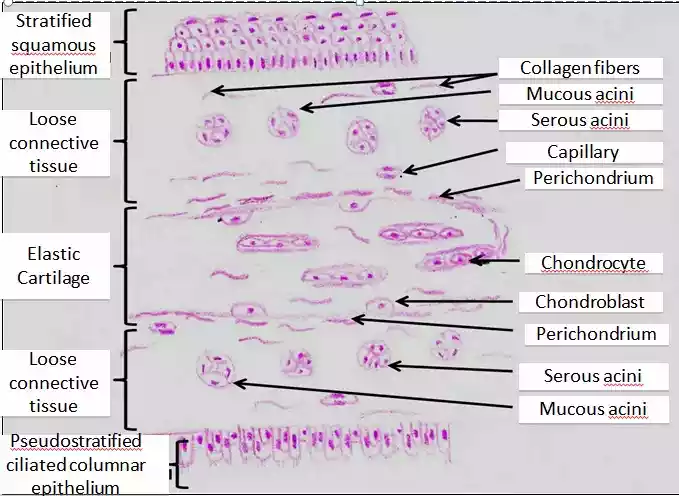 Stratified
squamous
epithelium
Loose
connective
tissue
Elastic
Cartilage
Loose
connective
tissue
Pseudostratified
ciliated columnar
epithelium
Collagen fibers
Mucous acini
Serous acini
Capillary
Perichondrium
Chondrocyte
Chondroblast
Perichondrium
Serous acini
Mucous acini